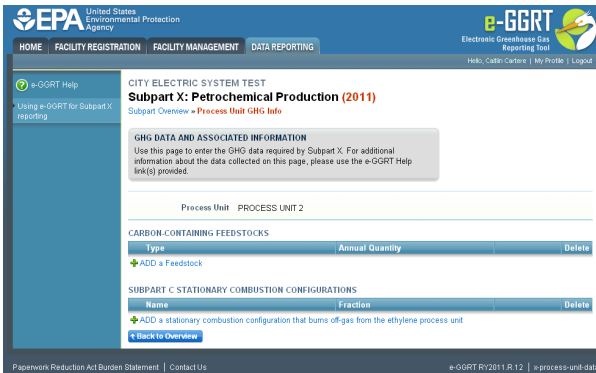 EPA United States
Environmental Protection
Agency
e-GGRT
Electronic Greenhouse Gas
Reporting Tool
HOME FACILITY REGISTRATION FACILITY MANAGEMENT DATA REPORTING
Hello, Caitlin Cartere | My Profile | Logout
? e-GGRT Help
Using e-GGRT for Subpart X
reporting
CITY ELECTRIC SYSTEM TEST
Subpart X: Petrochemical Production (2011)
Subpart Overview » Process Unit GHG Info
GHG DATA AND ASSOCIATED INFORMATION
Use this page to enter the GHG data required by Subpart X. For additional
information about the data collected on this page, please use the e-GGRT Help
link(s) provided.
Process Unit PROCESS UNIT 2
CARBON-CONTAINING FEEDSTOCKS
Type Annual Quantity Delete
ADD a Feedstock
SUBPART C STATIONARY COMBUSTION CONFIGURATIONS
Name Fraction Delete
ADD a stationary combustion configuration that burns off-gas from the ethylene process unit
Back to Overview
Paperwork Reduction Act Burden Statement | Contact Us
e-GGRT RY2011.R.12 | x-process-unit-data